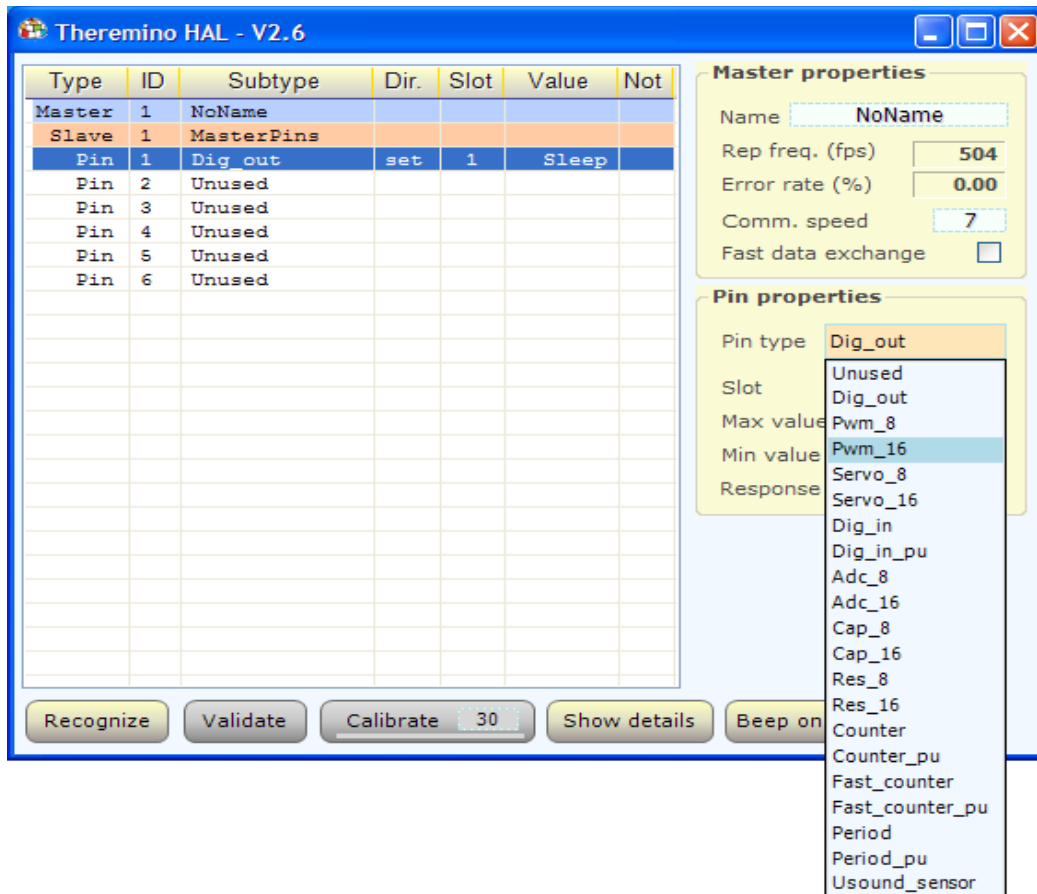 Theremino HAL - V2.6
Type ID Subtype Dir. Slot Value Not
Master 1 NoName
Slave 1 MasterPins
Pin 1 Dig_out set 1 Sleep
Pin 2 Unused
Pin 3 Unused
Pin 4 Unused
Pin 5 Unused
Pin 6 Unused
Recognize Validate Calibrate 30 Show details Beep on
Master properties
Name NoName
Rep freq. (fps) 504
Error rate (%) 0.00
Comm. speed 7
Fast data exchange
Pin properties
Pin type Dig_out
Slot
Max value
Min value
Response
Unused
Dig_out
Pwm_8
Pwm_16
Servo_8
Servo_16
Dig_in
Dig_in_pu
Adc_8
Adc_16
Cap_8
Cap_16
Res_8
Res_16
Counter
Counter_pu
Fast_counter
Fast_counter_pu
Period
Period_pu
Usound_sensor